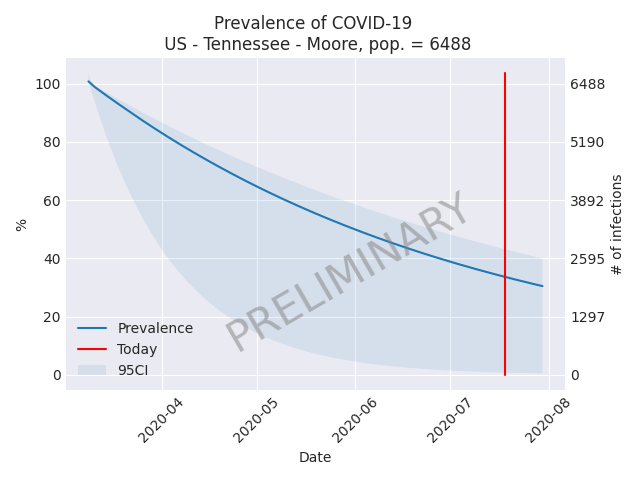 Prevalence of COVID-19
US - Tennessee - Moore, pop. = 6488
100
80
60
40
20
0
%
6488
5190
3892
2595
1297
0
# of infections
PRELIMINARY
Prevalence
Today
95CI
2020-04
2020-05
2020-06
2020-07
2020-08
Date